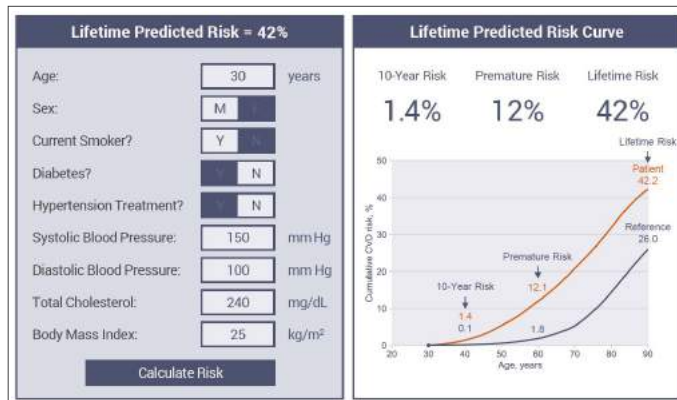 Lifetime Predicted Risk = 42%
Age: 30 years
Sex: M
Current Smoker? Y
Diabetes? N
Hypertension Treatment? N
Systolic Blood Pressure: 150 mm Hg
Diastolic Blood Pressure: 100 mm Hg
Total Cholesterol: 240 mg/dL
Body Mass Index: 25 kg/m²
Calculate Risk
Lifetime Predicted Risk Curve
10-Year Risk Premature Risk Lifetime Risk
1.4% 12% 42%
Lifetime Risk
Patient
42.2
Reference
26.0
Premature Risk
12.1
1.8
10-Year Risk
1.4
0.1
Cumulative CVD risk, %
50
40
30
20
10
0
20 30 40 50 60 70 80 90
Age, years